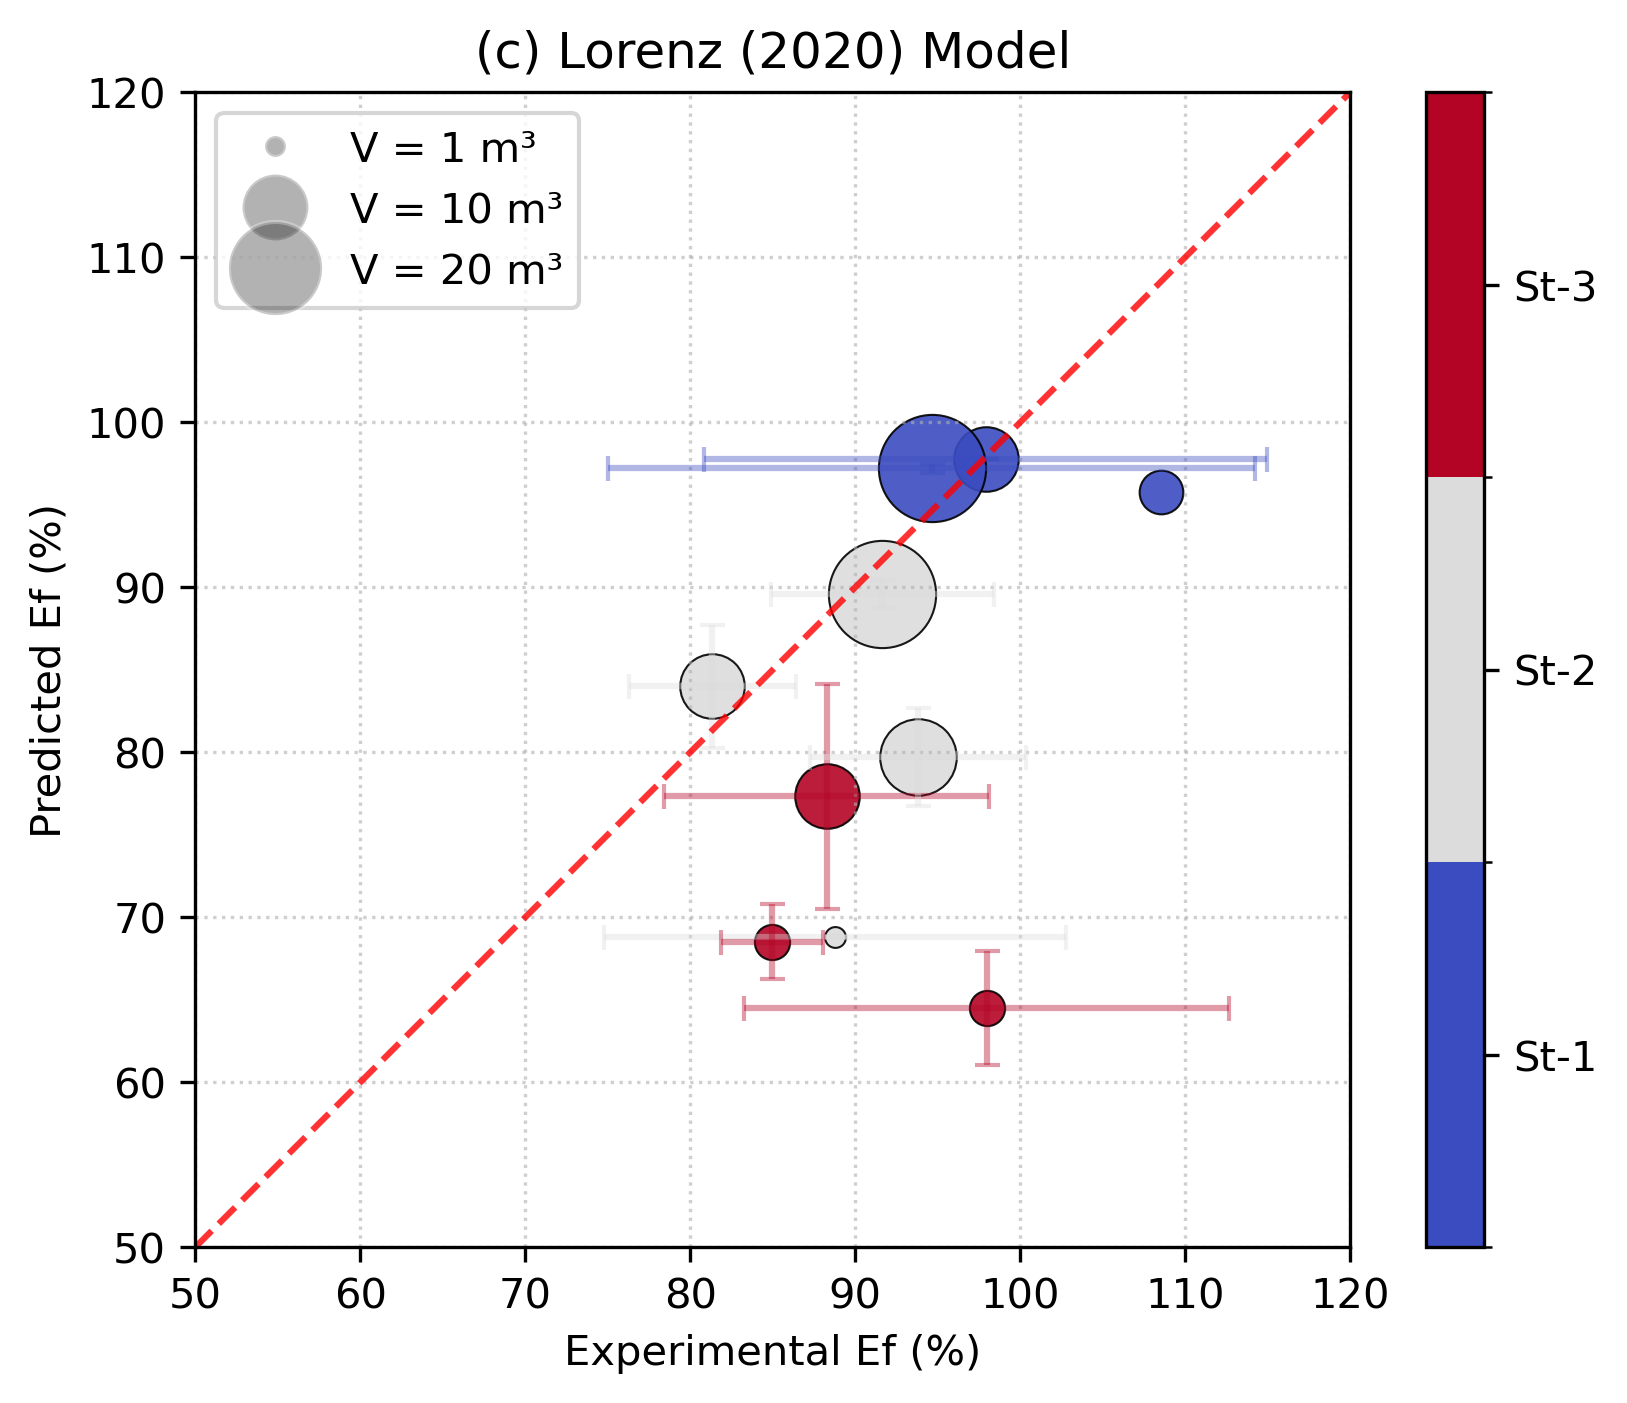 (c) Lorenz (2020) Model
120
110
100
90
80
70
60
50
Predicted Ef (%)
V = 1 m³
V = 10 m³
V = 20 m³
St-3
St-2
St-1
50 60 70 80 90 100 110 120
Experimental Ef (%)